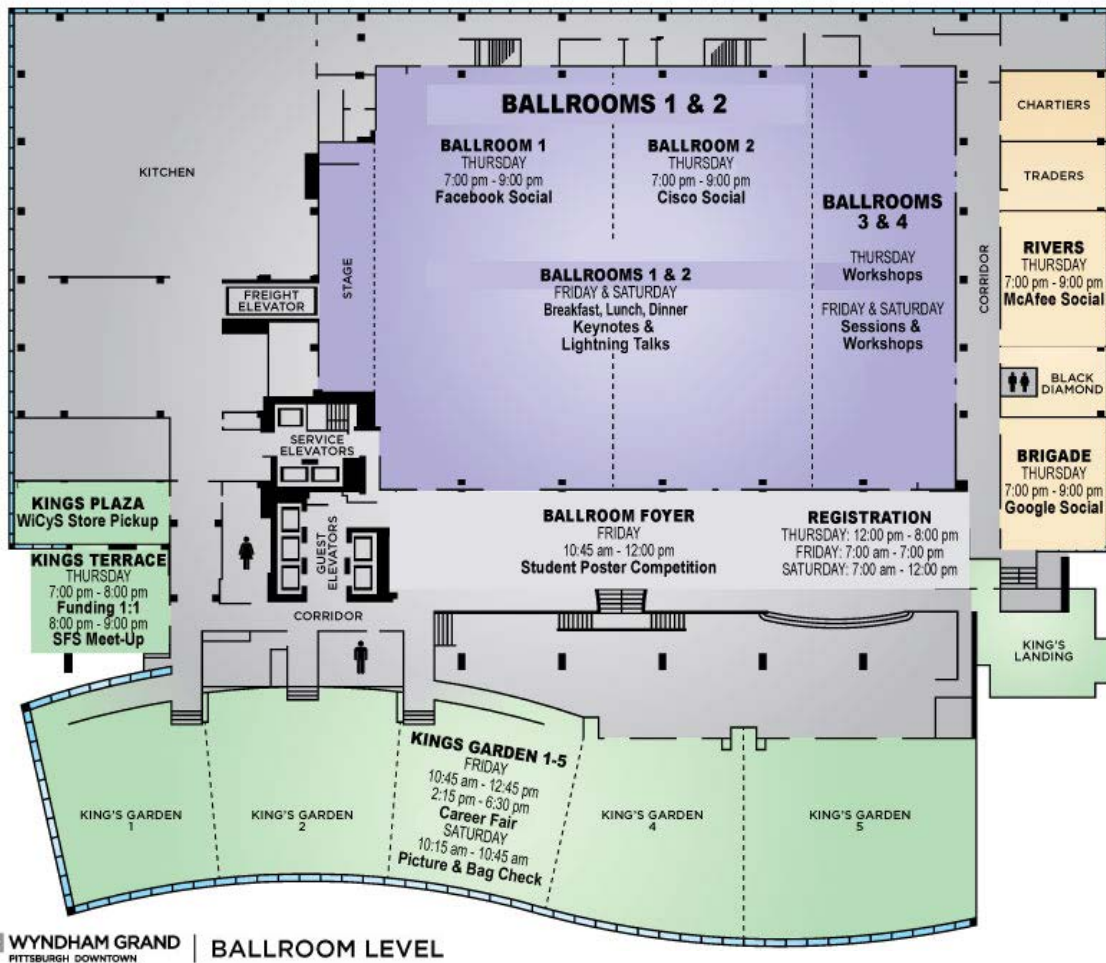 BALLROOMS 1 & 2
BALLROOM 1
THURSDAY
7:00 pm - 9:00 pm
Facebook Social
BALLROOM 2
THURSDAY
7:00 pm - 9:00 pm
Cisco Social
BALLROOMS
3 & 4
THURSDAY
Workshops
FRIDAY & SATURDAY
Sessions &
Workshops
BALLROOMS 1 & 2
FRIDAY & SATURDAY
Breakfast, Lunch, Dinner
Keynotes &
Lightning Talks
KITCHEN
STAGE
FREIGHT
ELEVATOR
SERVICE
ELEVATORS
GUEST
ELEVATORS
CORRIDOR
CHARTIERS
TRADERS
RIVERS
THURSDAY
7:00 pm - 9:00 pm
McAfee Social
BLACK
DIAMOND
BRIGADE
THURSDAY
7:00 pm - 9:00 pm
Google Social
KINGS PLAZA
WiCyS Store Pickup
KINGS TERRACE
THURSDAY
7:00 pm - 8:00 pm
Funding 1:1
8:00 pm - 9:00 pm
SFS Meet-Up
BALLROOM FOYER
FRIDAY
10:45 am - 12:00 pm
Student Poster Competition
REGISTRATION
THURSDAY: 12:00 pm - 8:00 pm
FRIDAY: 7:00 am - 7:00 pm
SATURDAY: 7:00 am - 12:00 pm
CORRIDOR
KING'S
LANDING
KING'S GARDEN
1
KING'S GARDEN
2
KINGS GARDEN 1-5
FRIDAY
10:45 am - 12:45 pm
2:15 pm - 6:30 pm
Career Fair
SATURDAY
10:15 am - 10:45 am
Picture & Bag Check
KING'S GARDEN
4
KING'S GARDEN
5
WYNDHAM GRAND
PITTSBURGH DOWNTOWN
BALLROOM LEVEL